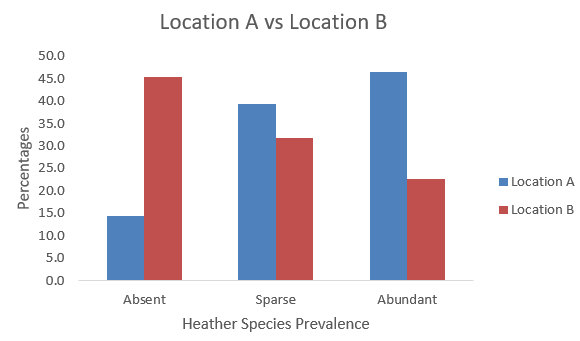 Location A vs Location B
50.0
45.0
40.0
35.0
30.0
25.0
20.0
15.0
10.0
5.0
0.0
Percentages
Absent
Sparse
Abundant
Heather Species Prevalence
Location A
Location B